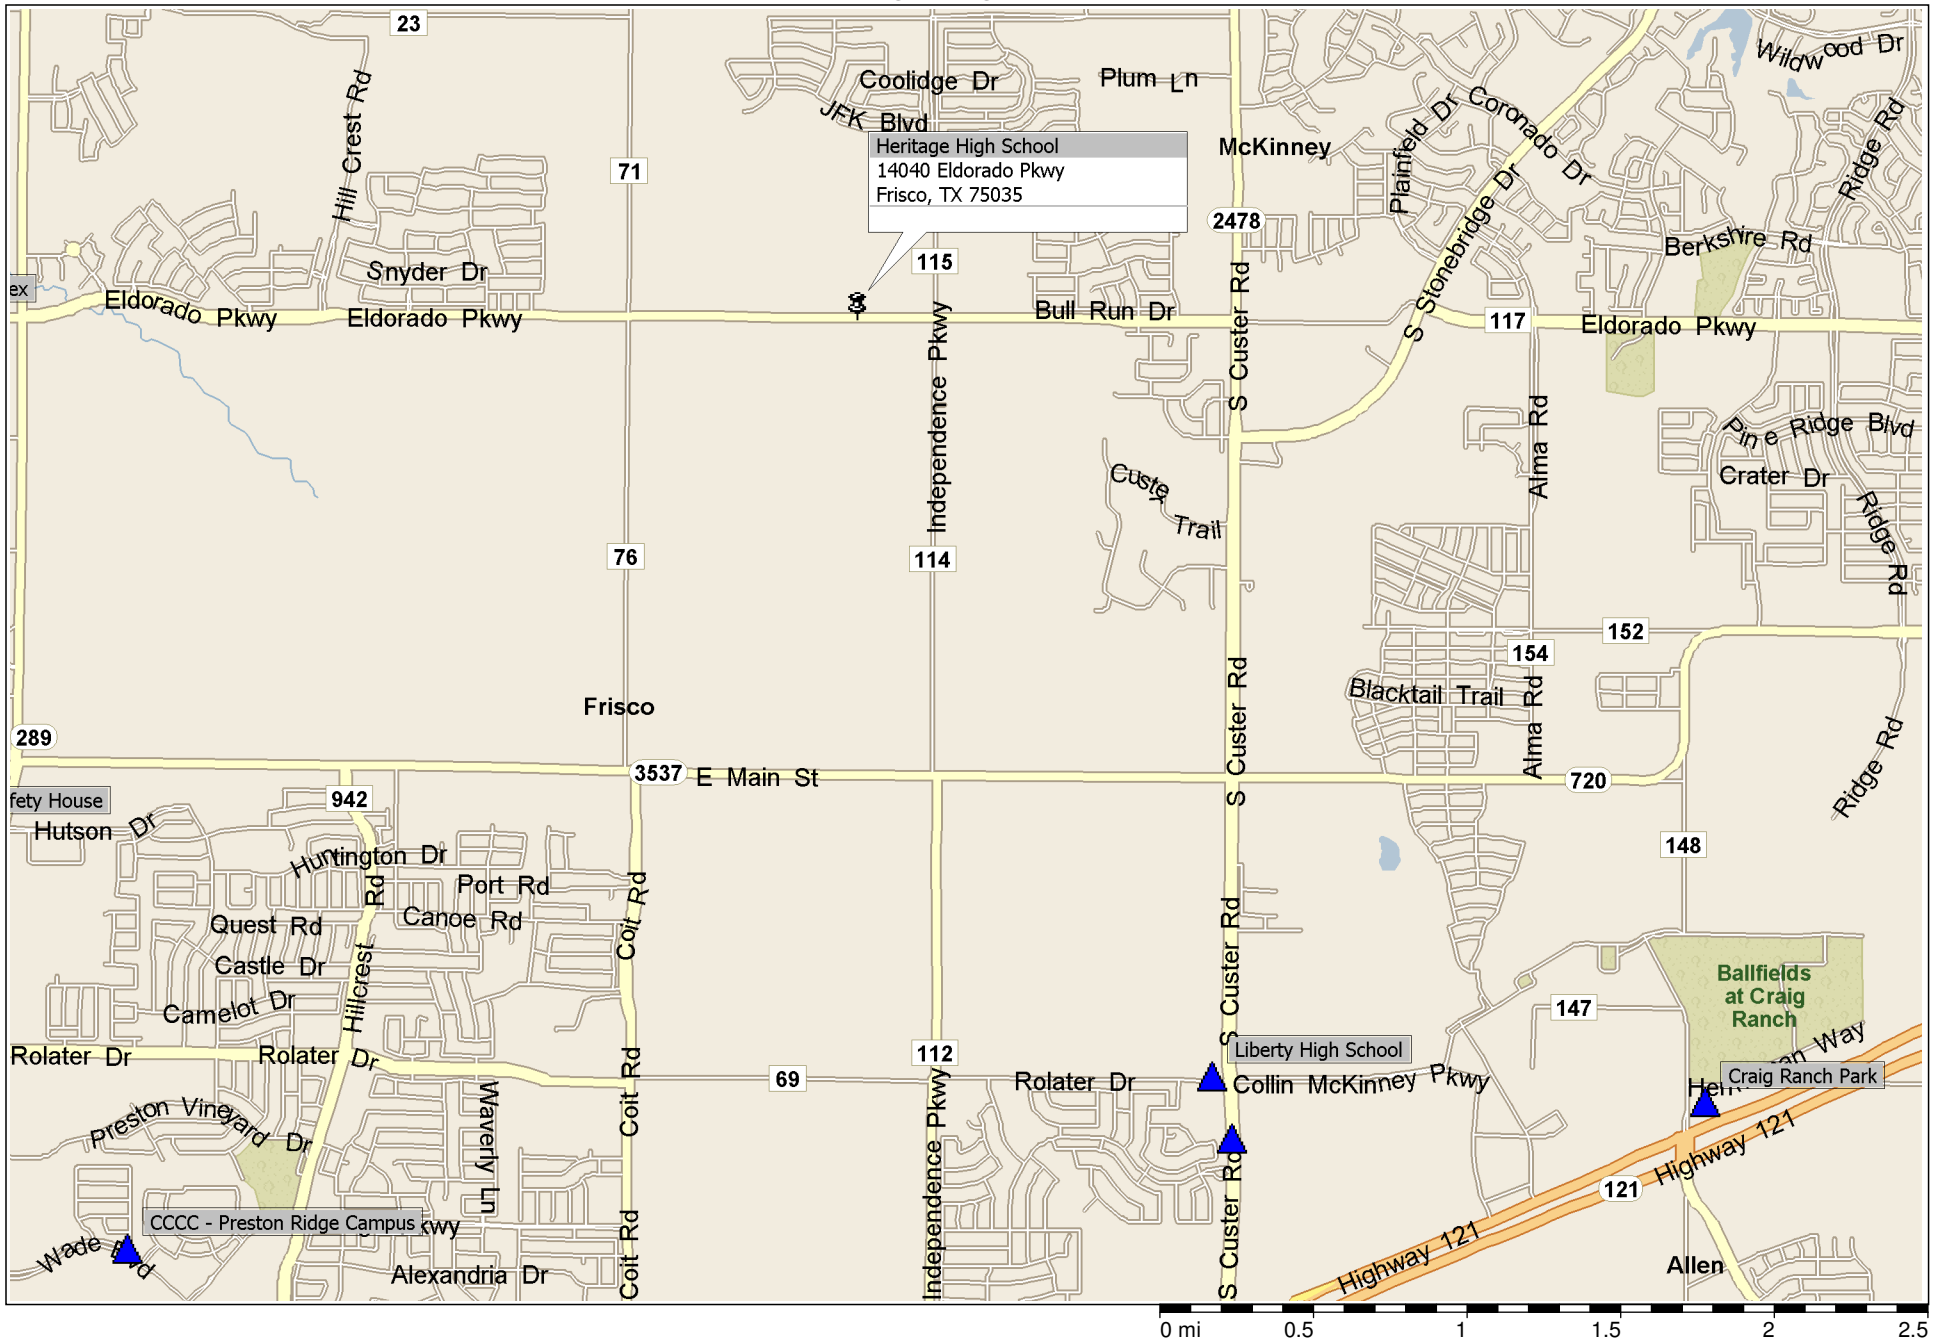 23
Hill Crest Rd
71
Coolidge Dr
JFK Blvd
Plum Ln
Heritage High School
14040 Eldorado Pkwy
Frisco, TX 75035
McKinney
2478
Plainfield Dr
Coronado Dr
Wildwood Dr
Ridge Rd
Berkshire Rd
Snyder Dr
115
ex
Eldorado Pkwy
Eldorado Pkwy
Bull Run Dr
S Custer Rd
S Stonebridge Dr
117
Eldorado Pkwy
Independence Pkwy
Alma Rd
Pine Ridge Blvd
Crater Dr
Ridge Rd
Custe
Trail
76
114
152
154
Blacktail Trail
Alma Rd
S Custer Rd
Frisco
289
3537
E Main St
720
Ridge Rd
fety House
942
Hutson Dr
Huntington Dr
Rd
Port Rd
Quest Rd
Canoe Rd
Coit Rd
148
Castle Dr
Camelot Dr
Hillcrest
S Custer Rd
Ballfields
at Craig
Ranch
147
Rolater Dr
Rolater Dr
Coit Rd
112
69
Rolater Dr
Liberty High School
Collin McKinney Pkwy
Craig Ranch Park
an Way
Preston Vineyard Dr
Waverly Ln
Independence Pkwy
S Custer Rd
Highway 121
121
CCCC - Preston Ridge Campus
kwy
Wade Blvd
Alexandria Dr
Coit Rd
Highway 121
Allen
0 mi 0.5 1 1.5 2 2.5